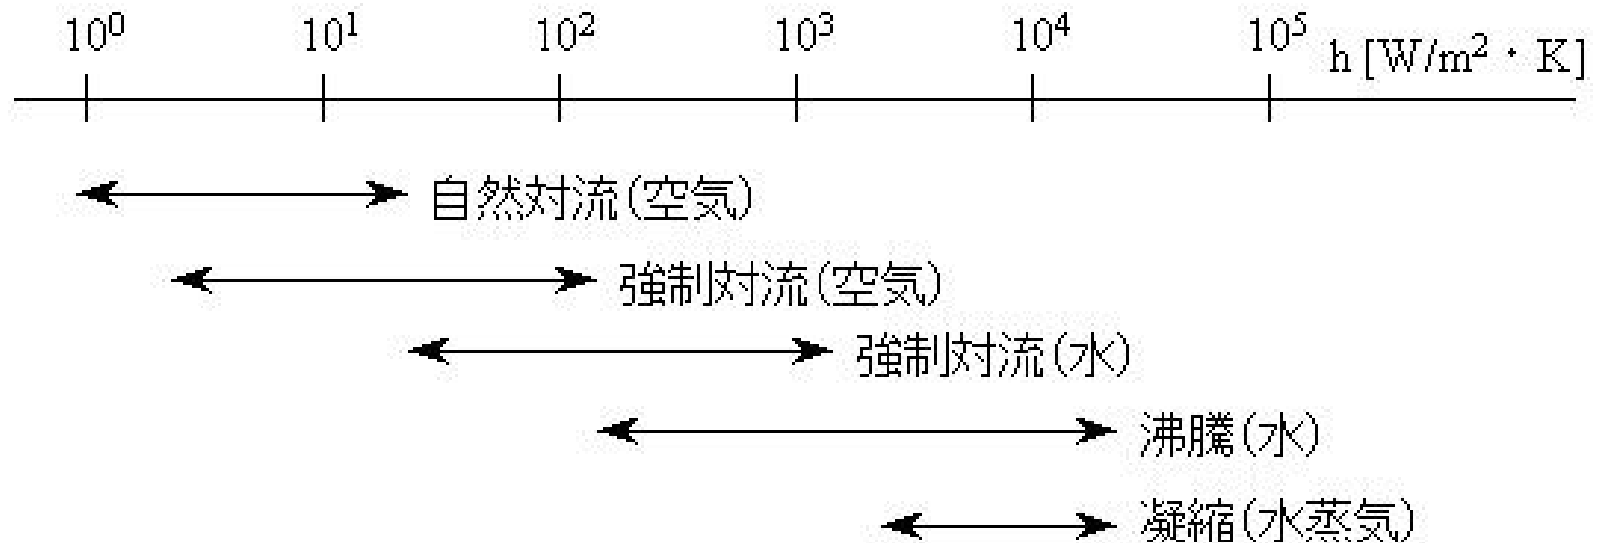 10⁰ 10¹ 10² 10³ 10⁴ 10⁵ h [W/m²・K]
自然対流(空気)
強制対流(空気)
強制対流(水)
沸騰(水)
凝縮(水蒸気)